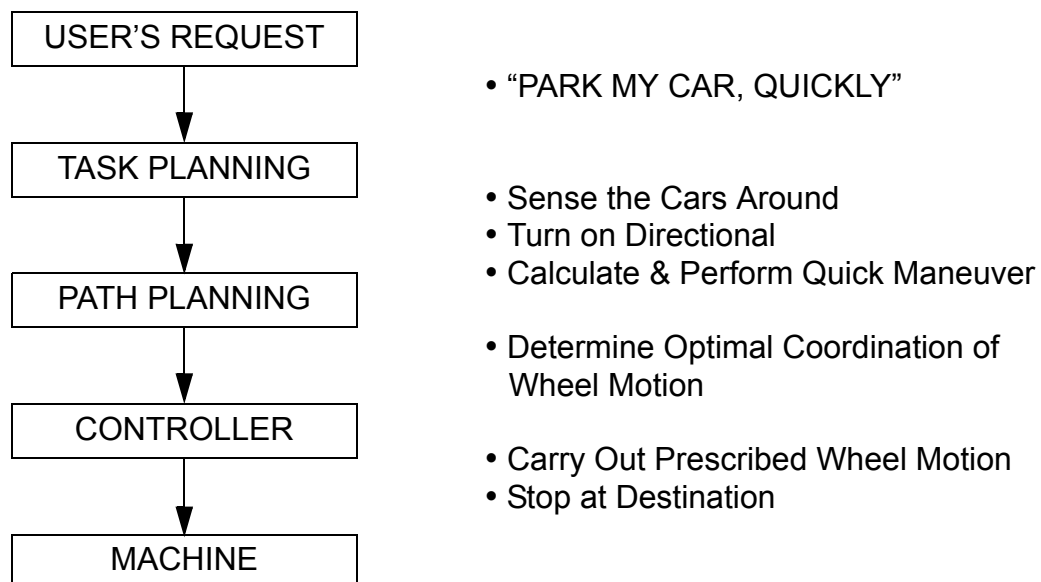 USER’S REQUEST
• “PARK MY CAR, QUICKLY”
TASK PLANNING
• Sense the Cars Around
• Turn on Directional
• Calculate & Perform Quick Maneuver
PATH PLANNING
• Determine Optimal Coordination of
Wheel Motion
CONTROLLER
• Carry Out Prescribed Wheel Motion
• Stop at Destination
MACHINE